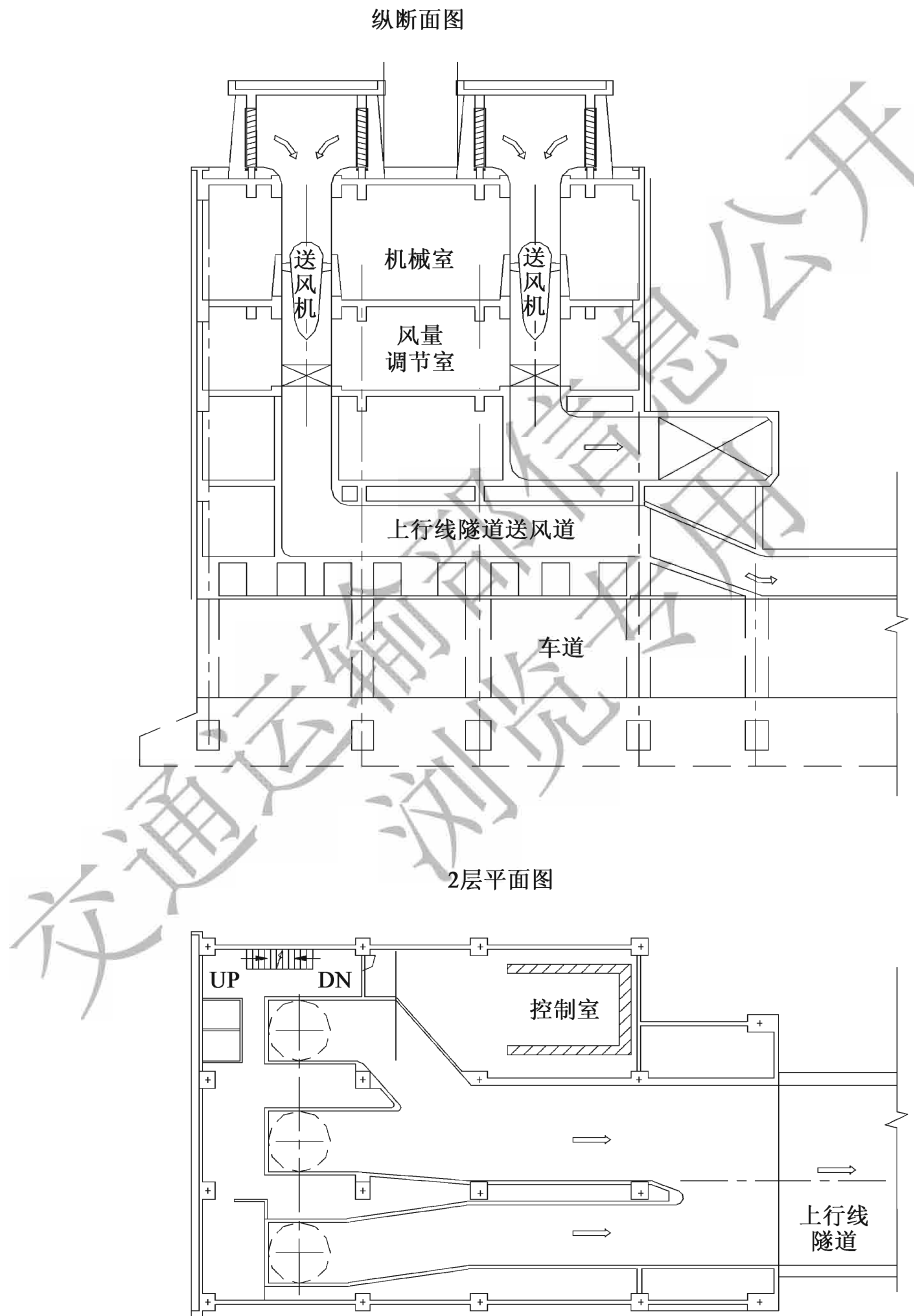 纵断面图
送风机
送风机
机械室
风量
调节室
上行线隧道送风道
车道
2层平面图
UP
DN
控制室
上行线
隧道
交通运输部信息公开
浏览专用